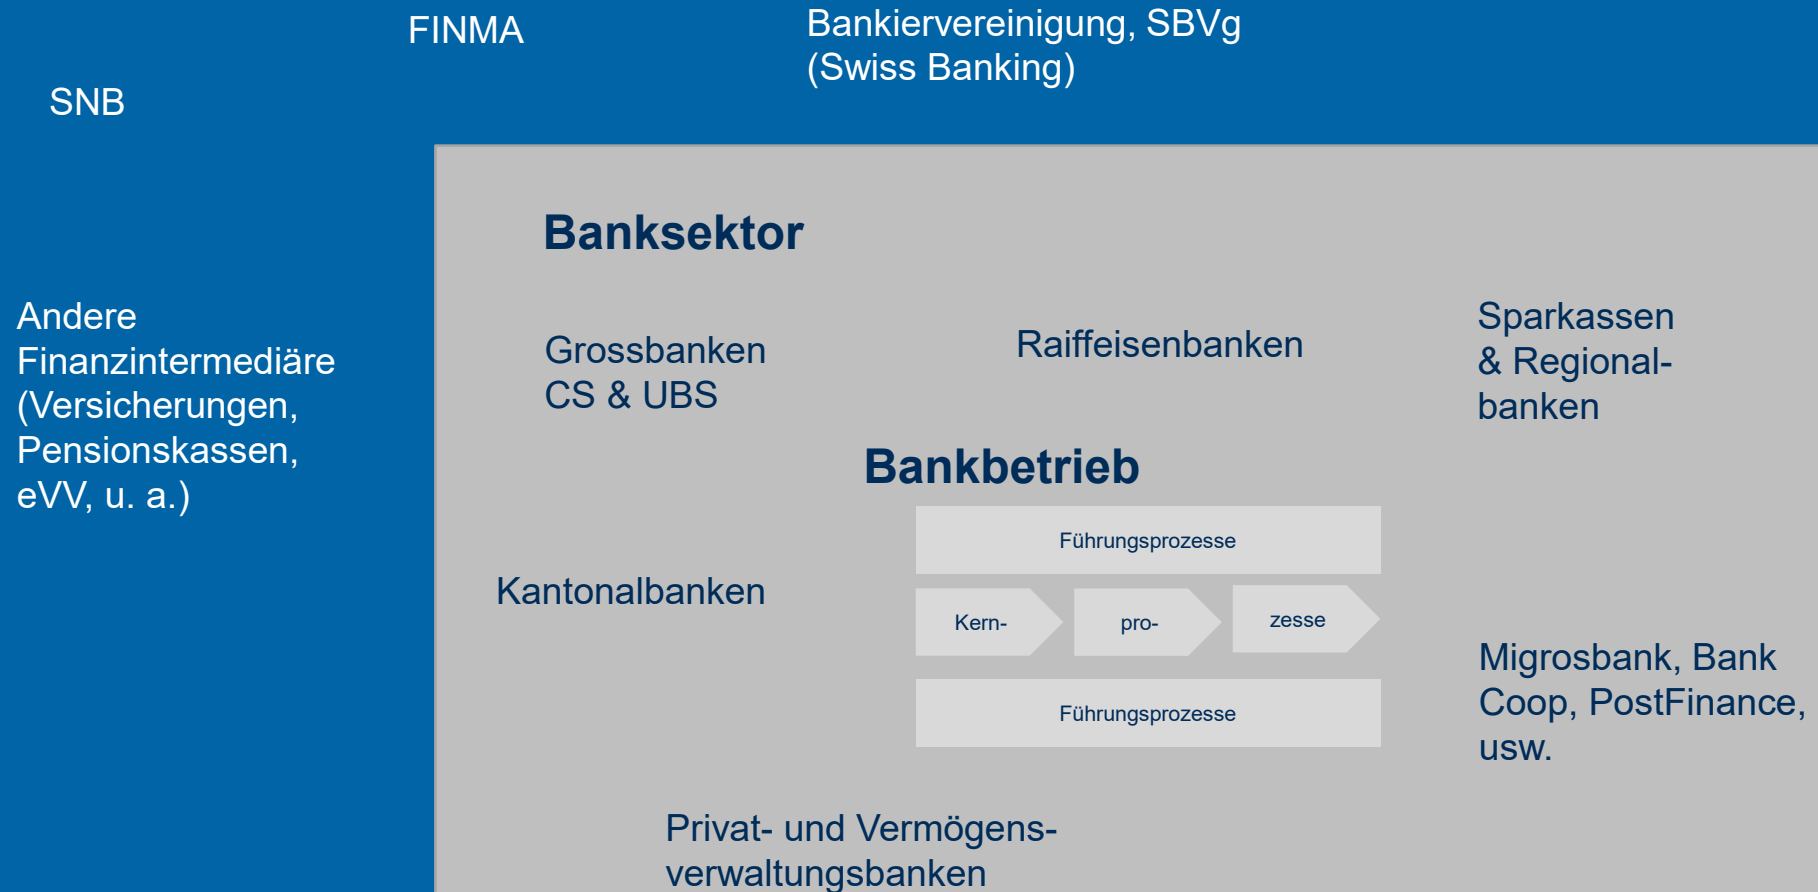 FINMA
Bankiervereinigung, SBVg
(Swiss Banking)
SNB
Banksektor
Andere
Finanzintermediäre
(Versicherungen,
Pensionskassen,
eVV, u. a.)
Grossbanken
CS & UBS
Raiffeisenbanken
Sparkassen
& Regional-
banken
Bankbetrieb
Führungsprozesse
Kantonalbanken
Kern-
pro-
zesse
Führungsprozesse
Migrosbank, Bank
Coop, PostFinance,
usw.
Privat- und Vermögens-
verwaltungsbanken